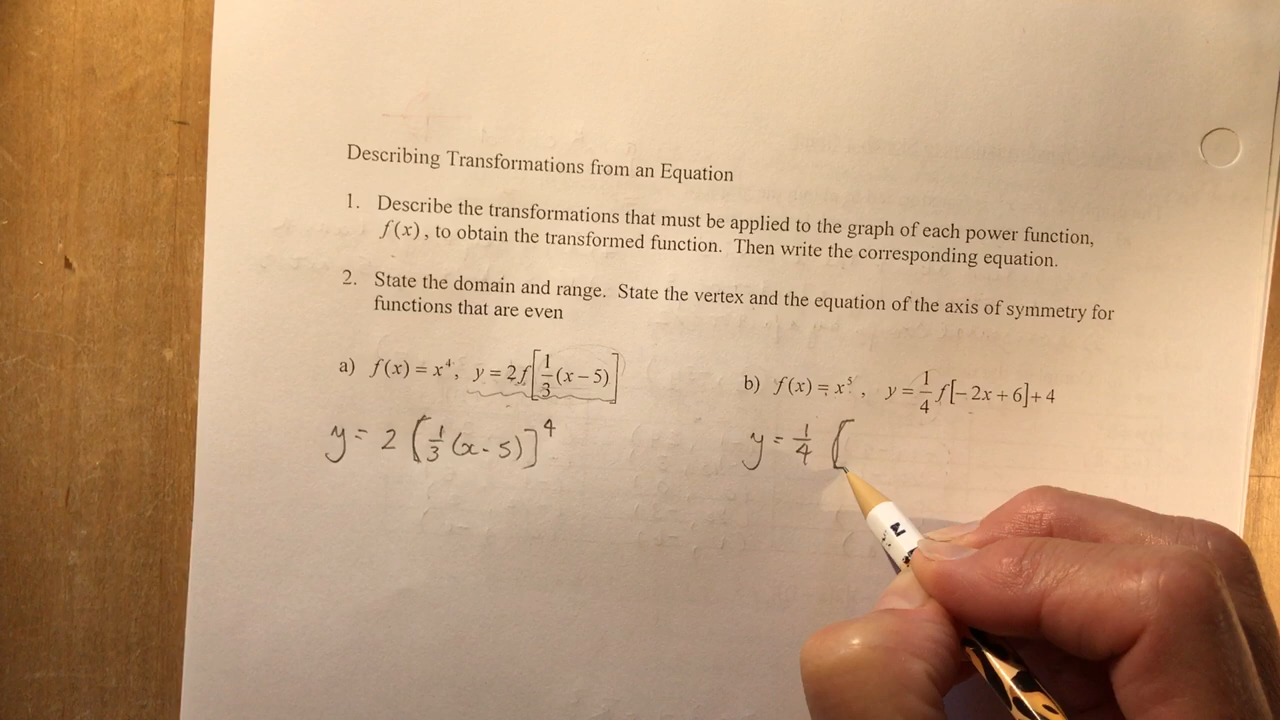 Describing Transformations from an Equation
1. Describe the transformations that must be applied to the graph of each power function,
f(x), to obtain the transformed function. Then write the corresponding equation.
2. State the domain and range. State the vertex and the equation of the axis of symmetry for
functions that are even
a) f(x) = x⁴, y = 2f[1/3(x − 5)]
b) f(x) = x⁵, y = 1/4 f[− 2x + 6] + 4
y = 2 [1/3 (x - 5)]⁴
y = 1/4 [
N